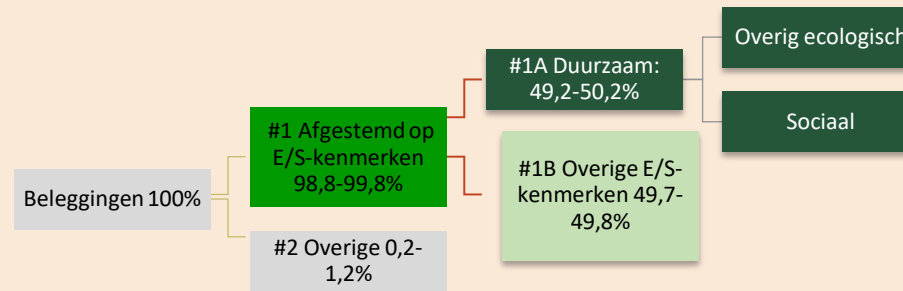 Beleggingen 100%
#1 Afgestemd op
E/S-kenmerken
98,8-99,8%
#2 Overige 0,2-
1,2%
#1A Duurzaam:
49,2-50,2%
#1B Overige E/S-
kenmerken 49,7-
49,8%
Overig ecologisch
Sociaal